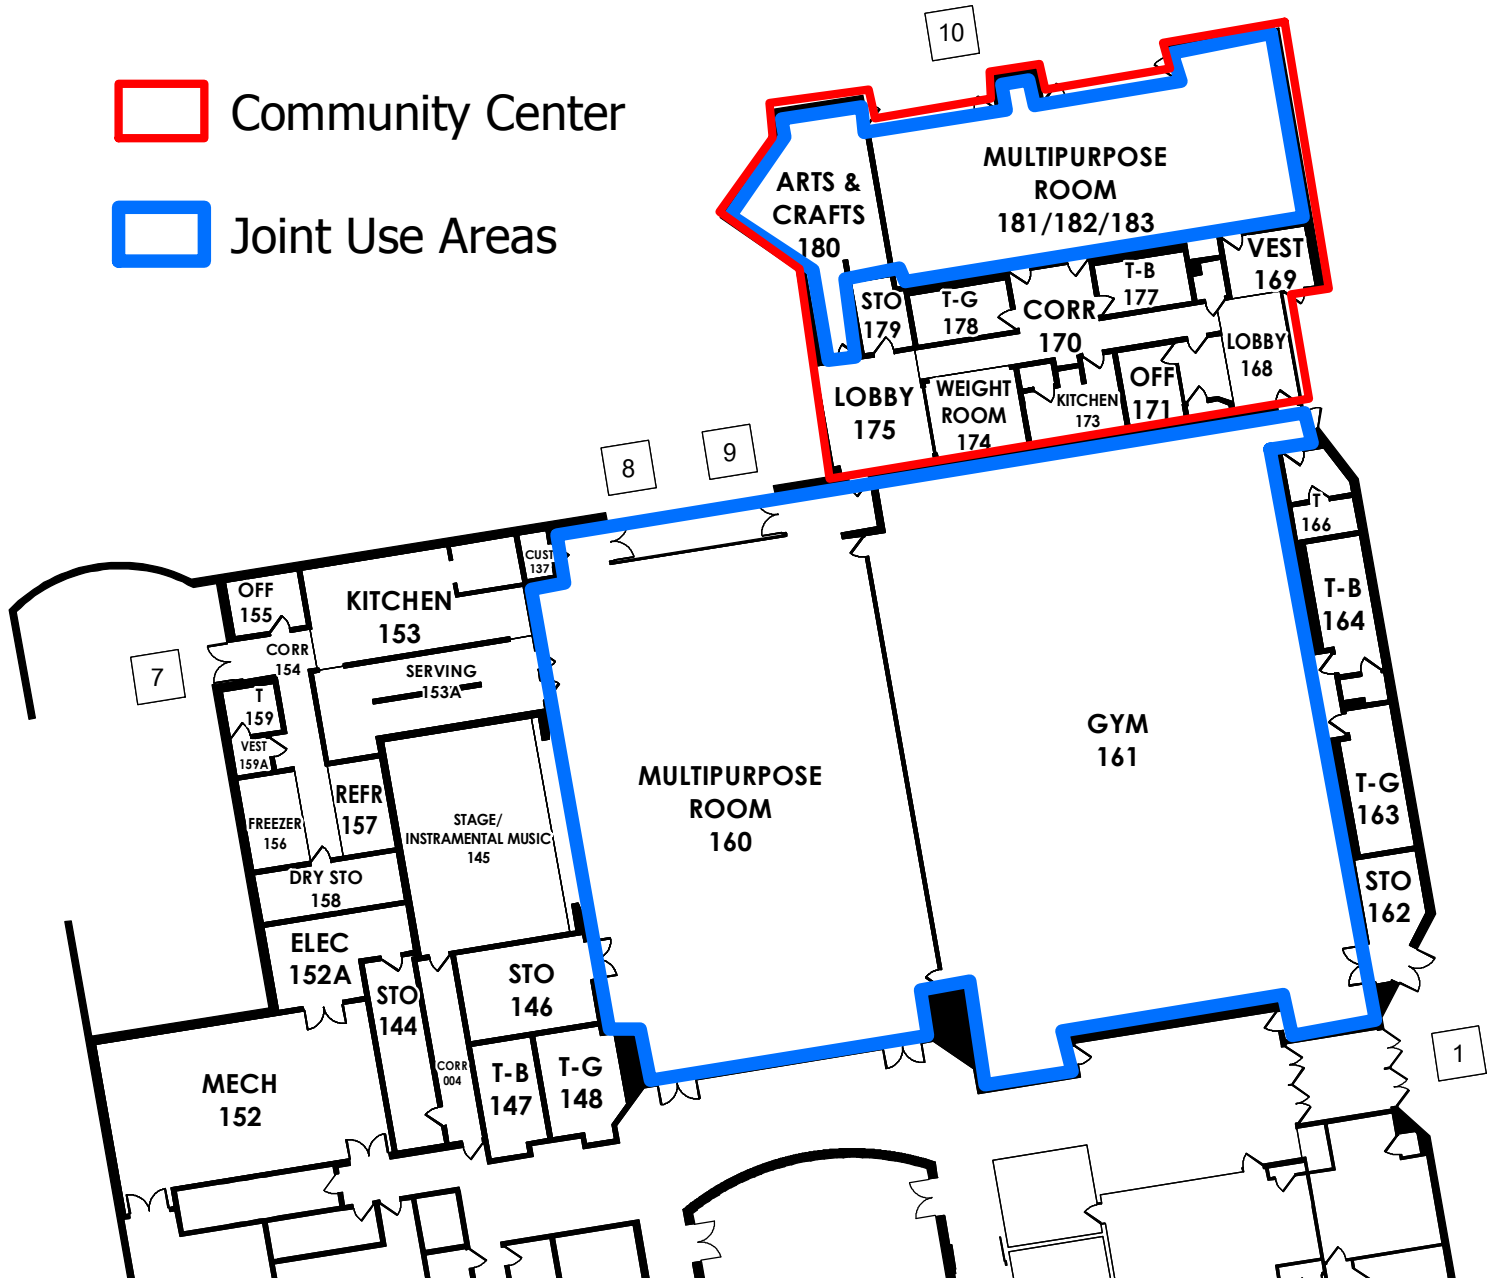 10
Community Center
Joint Use Areas
MULTIPURPOSE
ROOM
181/182/183
ARTS &
CRAFTS
180
VEST
169
T-B
177
STO
179
T-G
178
CORR
170
LOBBY
168
OFF
171
WEIGHT
ROOM
174
KITCHEN
173
LOBBY
175
8
9
T
166
CUST
137
OFF
155
KITCHEN
153
T-B
164
CORR
154
7
SERVING
153A
T
159
VEST
159A
GYM
161
MULTIPURPOSE
ROOM
160
REFR
157
T-G
163
FREEZER
156
STAGE/
INSTRAMENTAL MUSIC
145
DRY STO
158
STO
162
ELEC
152A
STO
146
STO
144
CORR
004
T-B
147
T-G
148
1
MECH
152